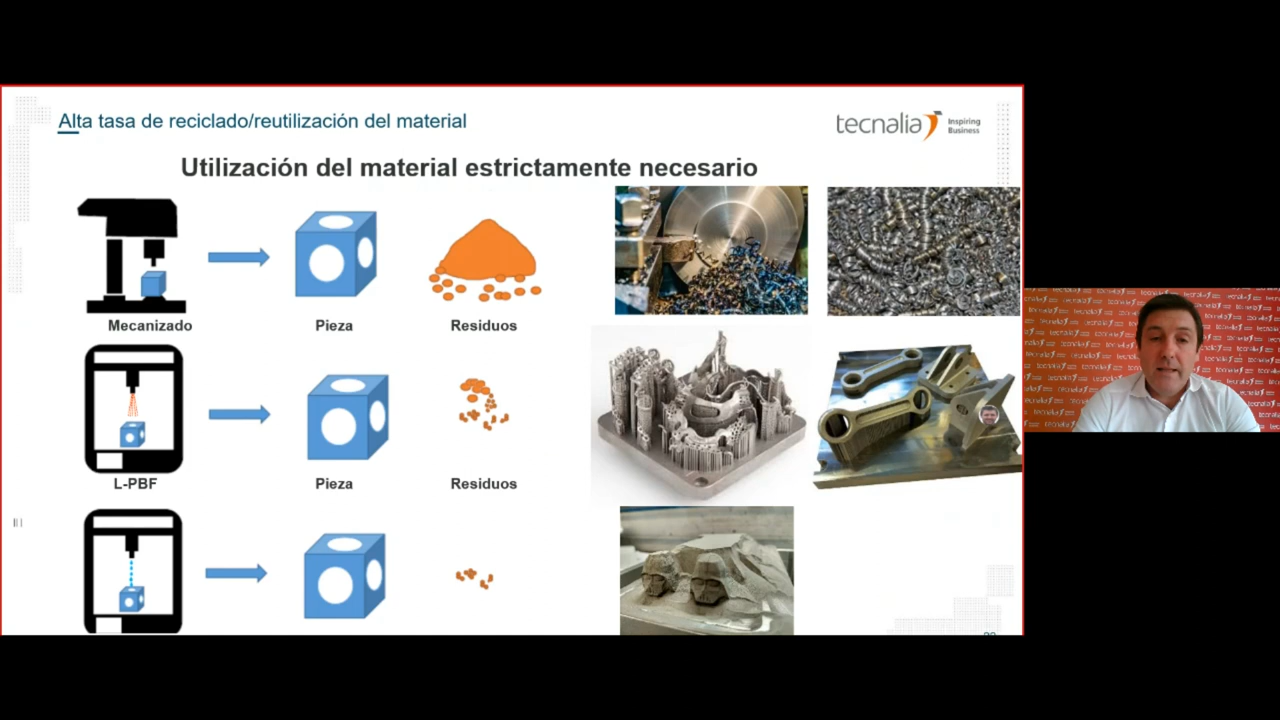 Alta tasa de reciclado/reutilización del material
tecnalia Inspiring Business
Utilización del material estrictamente necesario
Mecanizado
Pieza
Residuos
L-PBF
Pieza
Residuos